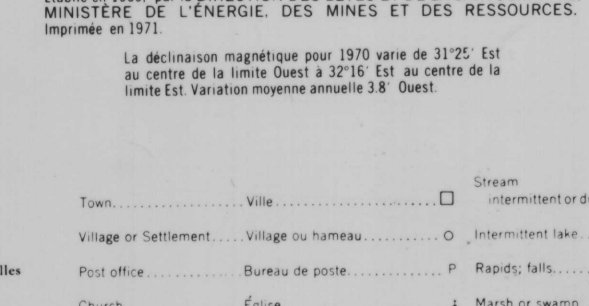 MINISTÈRE DE L'ÉNERGIE, DES MINES ET DES RESSOURCES.
Imprimée en 1971.
La déclinaison magnétique pour 1970 varie de 31°25′ Est
au centre de la limite Ouest à 32°16′ Est au centre de la
limite Est. Variation moyenne annuelle 3.8′ Ouest.
Stream
intermittent or
Town.................. Ville........................
Village or Settlement..... Village ou hameau........... O Intermittent lake..
lles Post office.............. Bureau de poste............. P Rapids; falls......
Church Église Marsh or swamp